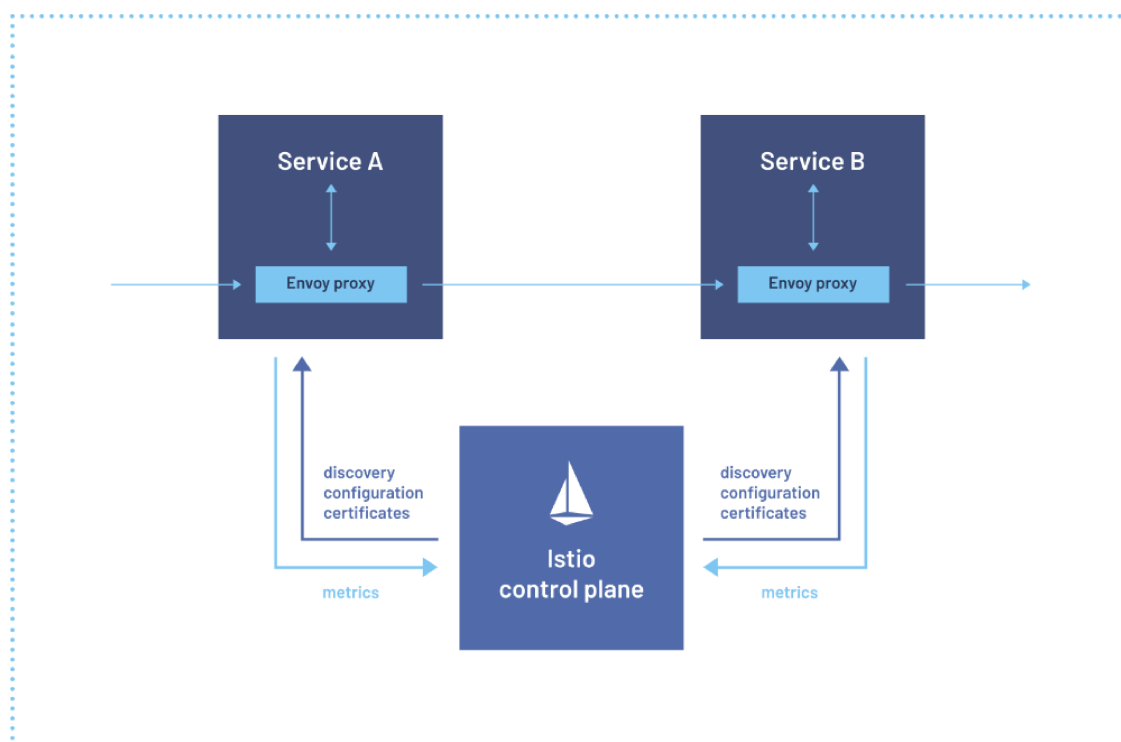 Service A
Envoy proxy
Service B
Envoy proxy
discovery
configuration
certificates
metrics
Istio
control plane
discovery
configuration
certificates
metrics